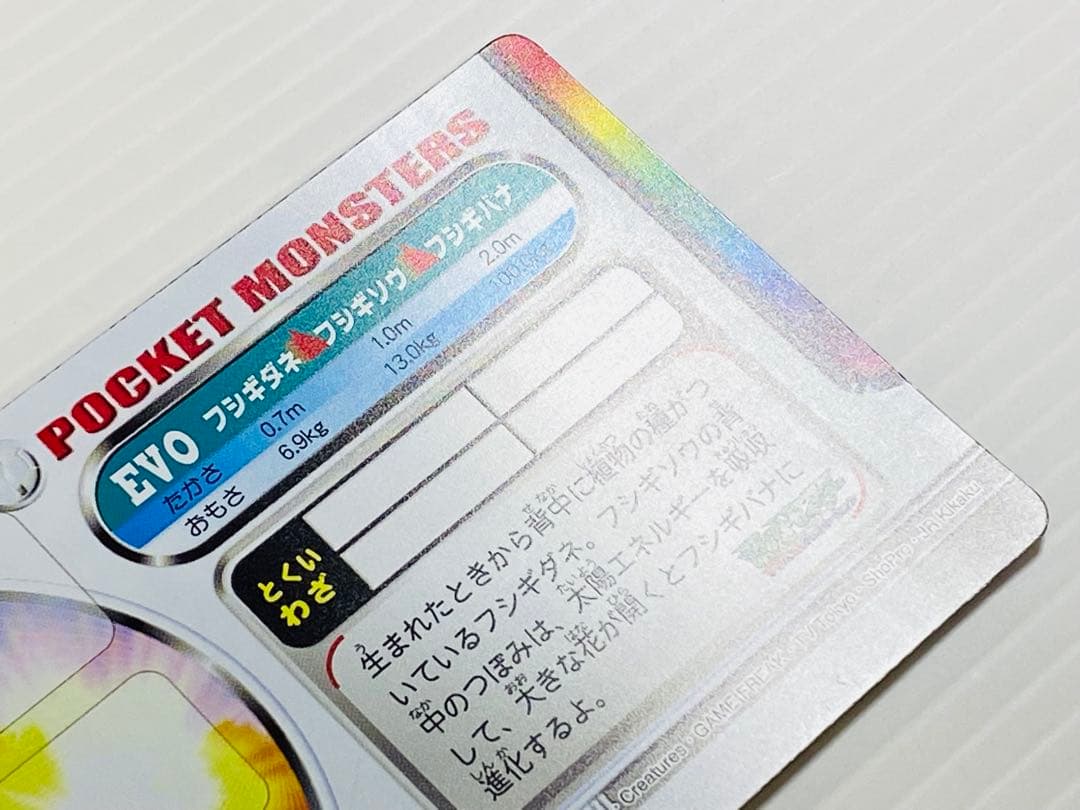 POCKET MONSTERS
EVO フシギダネ フシギソウ フシギバナ
たかさ 0.7m 1.0m 2.0m
おもさ 6.9kg 13.0kg 100.0kg
とくい
わざ
生まれたときから背中に植物の種がつ
いているフシギダネ。フシギソウの背
中のつぼみは、太陽エネルギーを吸収
して、大きな花が開くとフシギバナに
進化するよ。
Creatures・GAME FREAK・TV Tokyo・ShoPro・JR Kikaku